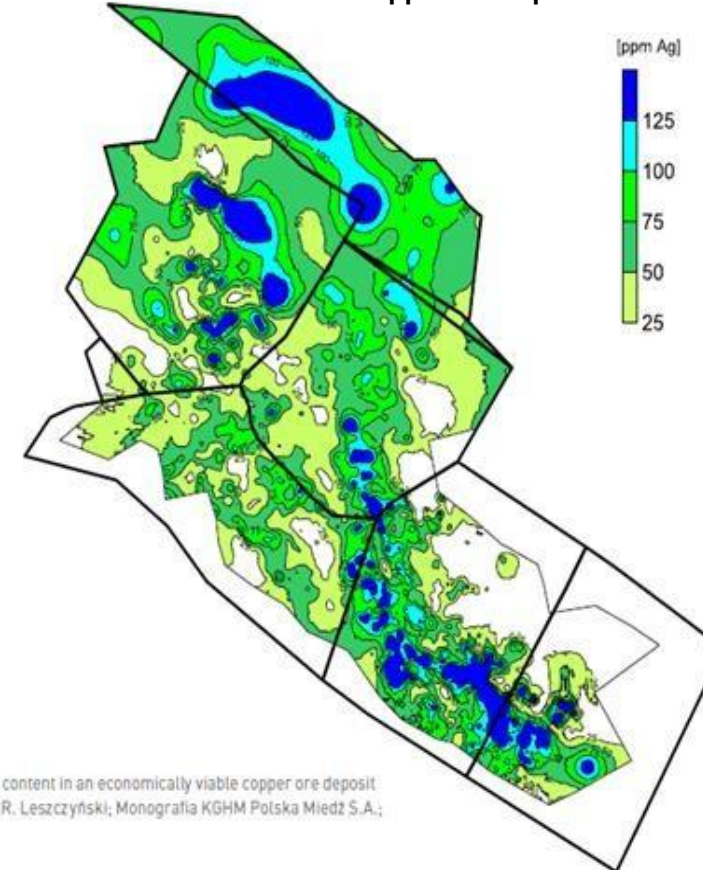 [ppm Ag]
125
100
75
50
25
content in an economically viable copper ore deposit
R. Leszczyński; Monografia KGHM Polska Miedź S.A.;